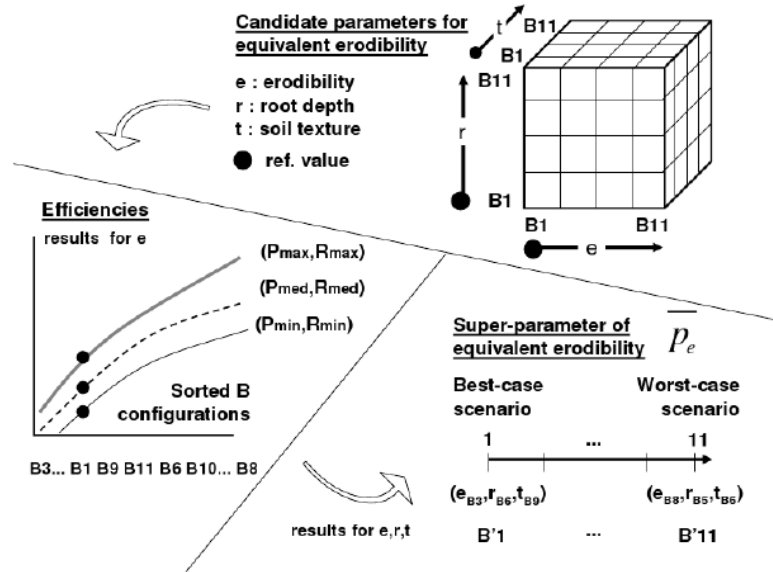 Candidate parameters for
equivalent erodibility
e : erodibility
r : root depth
t : soil texture
ref. value
t
B11
B1
B11
r
B1
B1
B11
e
Efficiencies
results for e
(Pmax,Rmax)
(Pmed,Rmed)
(Pmin,Rmin)
Sorted B
configurations
B3... B1 B9 B11 B6 B10... B8
Super-parameter of
equivalent erodibility
p̅e
Best-case
scenario
Worst-case
scenario
1 ... 11
(eB3,rB6,tB9) (eB8,rB5,tB6)
B'1 ... B'11
results for e,r,t